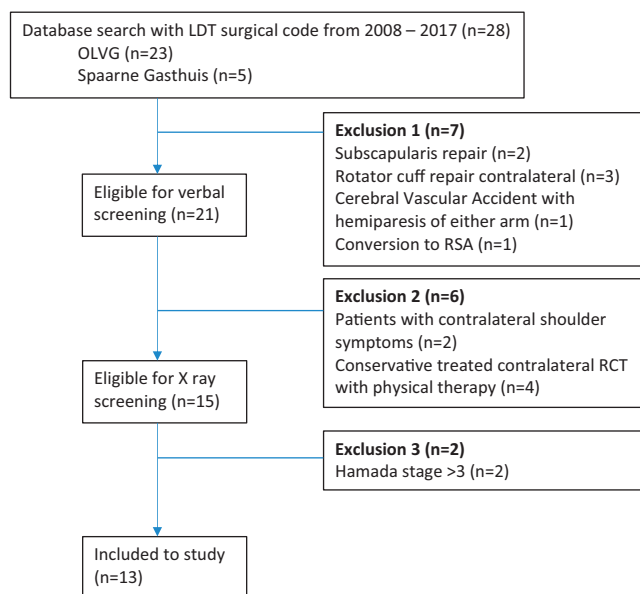 Database search with LDT surgical code from 2008 – 2017 (n=28)
OLVG (n=23)
Spaarne Gasthuis (n=5)
Exclusion 1 (n=7)
Subscapularis repair (n=2)
Rotator cuff repair contralateral (n=3)
Cerebral Vascular Accident with
hemiparesis of either arm (n=1)
Conversion to RSA (n=1)
Eligible for verbal
screening (n=21)
Exclusion 2 (n=6)
Patients with contralateral shoulder
symptoms (n=2)
Conservative treated contralateral RCT
with physical therapy (n=4)
Eligible for X ray
screening (n=15)
Exclusion 3 (n=2)
Hamada stage >3 (n=2)
Included to study
(n=13)